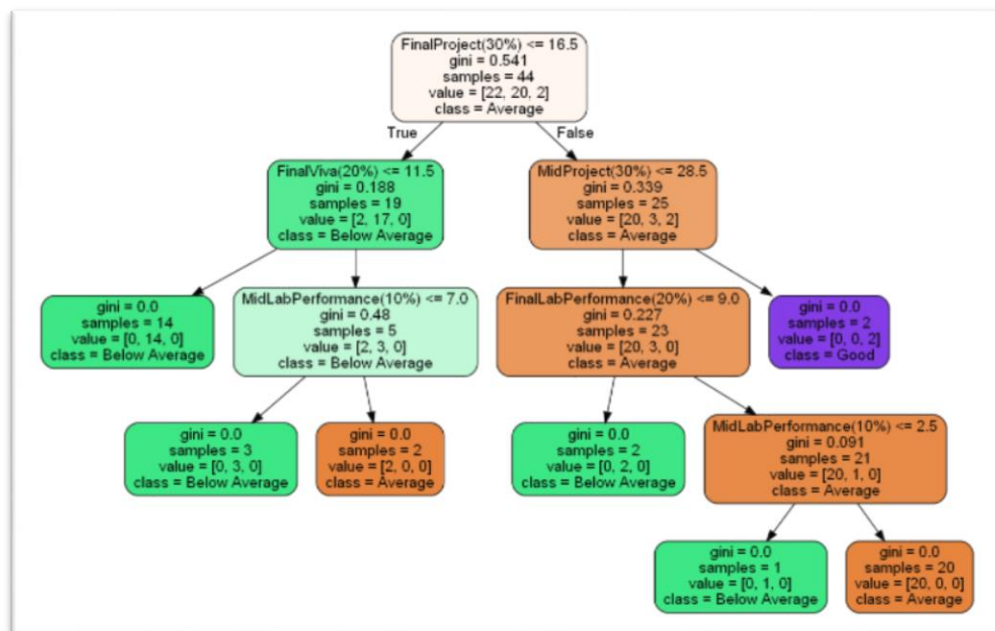 FinalProject(30%) <= 16.5
gini = 0.541
samples = 44
value = [22, 20, 2]
class = Average
True
False
FinalViva(20%) <= 11.5
gini = 0.188
samples = 19
value = [2, 17, 0]
class = Below Average
MidProject(30%) <= 28.5
gini = 0.339
samples = 25
value = [20, 3, 2]
class = Average
gini = 0.0
samples = 14
value = [0, 14, 0]
class = Below Average
MidLabPerformance(10%) <= 7.0
gini = 0.48
samples = 5
value = [2, 3, 0]
class = Below Average
FinalLabPerformance(20%) <= 9.0
gini = 0.227
samples = 23
value = [20, 3, 0]
class = Average
gini = 0.0
samples = 2
value = [0, 0, 2]
class = Good
gini = 0.0
samples = 3
value = [0, 3, 0]
class = Below Average
gini = 0.0
samples = 2
value = [2, 0, 0]
class = Average
gini = 0.0
samples = 2
value = [0, 2, 0]
class = Below Average
MidLabPerformance(10%) <= 2.5
gini = 0.091
samples = 21
value = [20, 1, 0]
class = Average
gini = 0.0
samples = 1
value = [0, 1, 0]
class = Below Average
gini = 0.0
samples = 20
value = [20, 0, 0]
class = Average